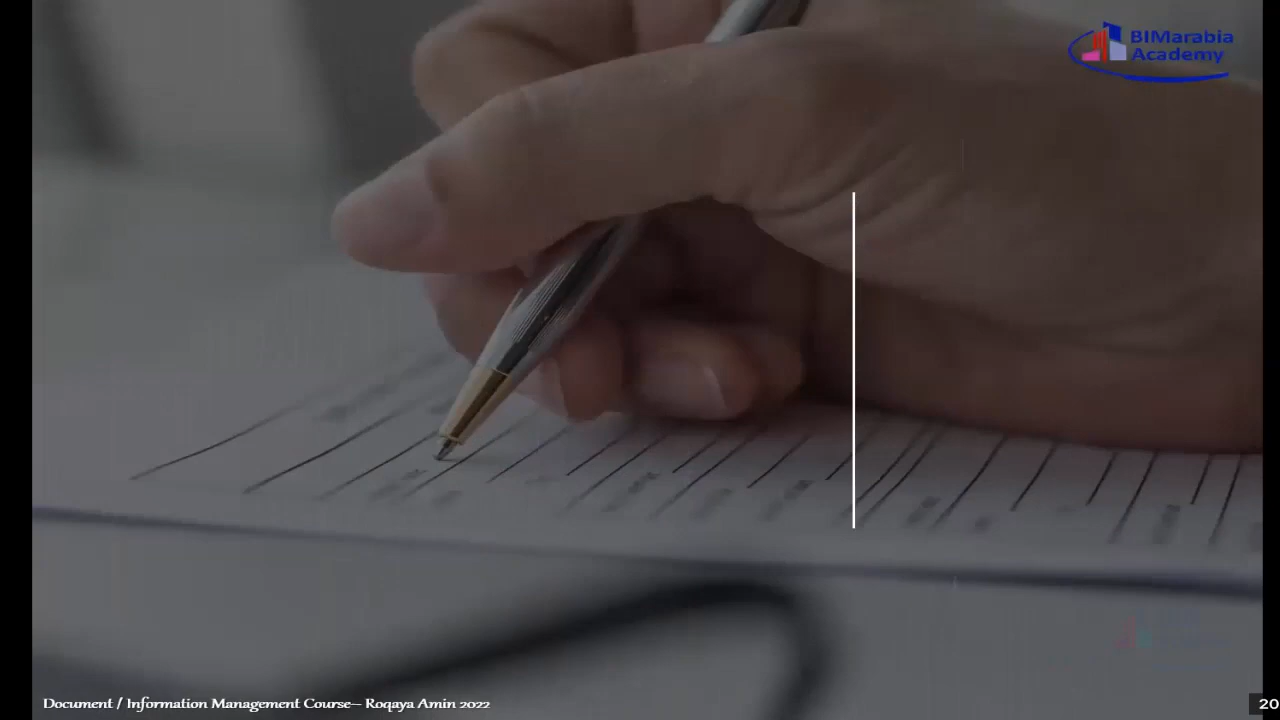 BIMarabia
Academy
Document / Information Management Course– Roqaya Amin 2022
20